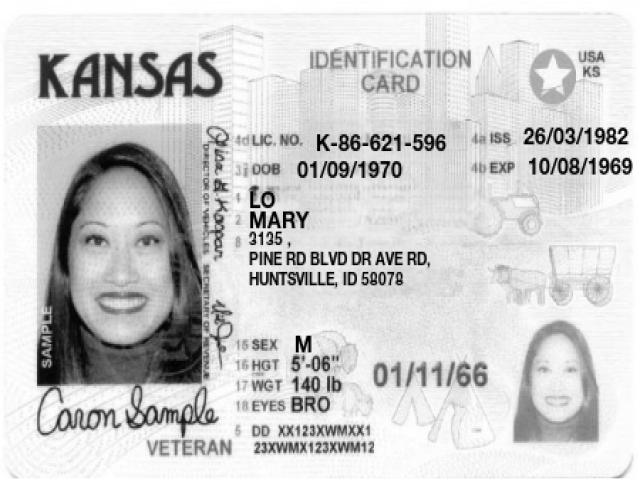 KANSAS
IDENTIFICATION
CARD
USA
KS
4d LIC. NO. K-86-621-596 4a ISS 26/03/1982
3 DOB 01/09/1970 4b EXP 10/08/1969
1 LO
2 MARY
8 3135 ,
PINE RD BLVD DR AVE RD,
HUNTSVILLE, ID 58078
DIRECTOR OF VEHICLES SECRETARY OF REVENUE
SAMPLE
15 SEX M
16 HGT 5'-06"
17 WGT 140 lb 01/11/66
18 EYES BRO
Caron Sample
VETERAN
5 DD XX123XWMXX1
23XWMX123XWM12